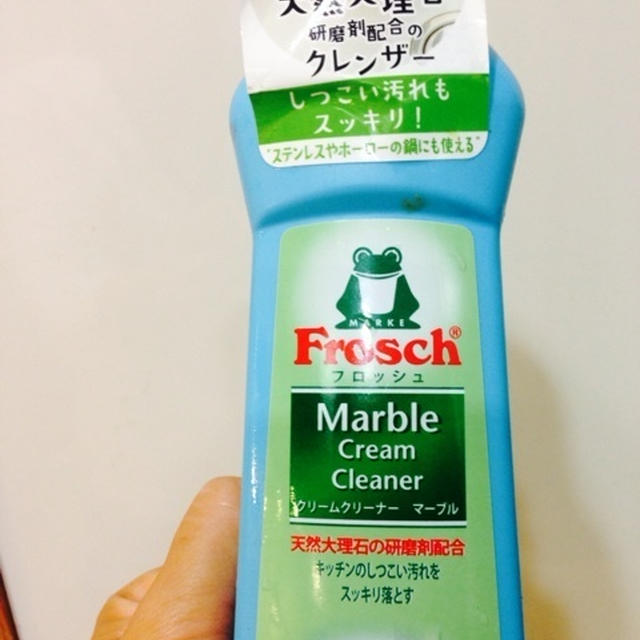 天然大理石
研磨剤配合の
クレンザー
しつこい汚れも
スッキリ!
"ステンレスやホーローの鍋にも使える"
MARKE
Frosch®
フロッシュ
Marble
Cream
Cleaner
クリームクリーナー マーブル
天然大理石の研磨剤配合
キッチンのしつこい汚れを
スッキリ落とす